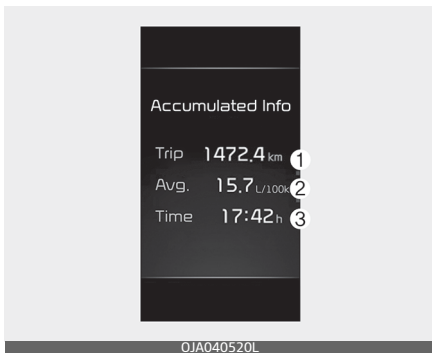 Accumulated Info
Trip 1472.4 km 1
Avg. 15.7 L/100k 2
Time 17:42 h 3
OJA040520L